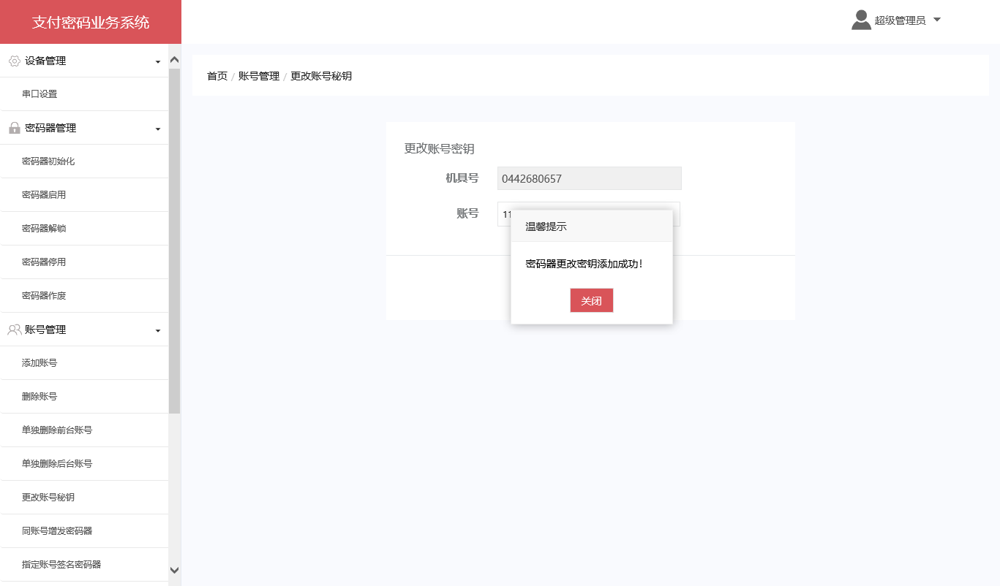 支付密码业务系统
超级管理员
设备管理
串口设置
密码器管理
密码器初始化
密码器启用
密码器解锁
密码器停用
密码器作废
账号管理
添加账号
删除账号
单独删除前台账号
单独删除后台账号
更改账号秘钥
同账号增发密码器
指定账号签名密码器
首页 / 账号管理 / 更改账号秘钥
更改账号密钥
机具号 0442680657
账号 11
温馨提示
密码器更改密钥添加成功!
关闭